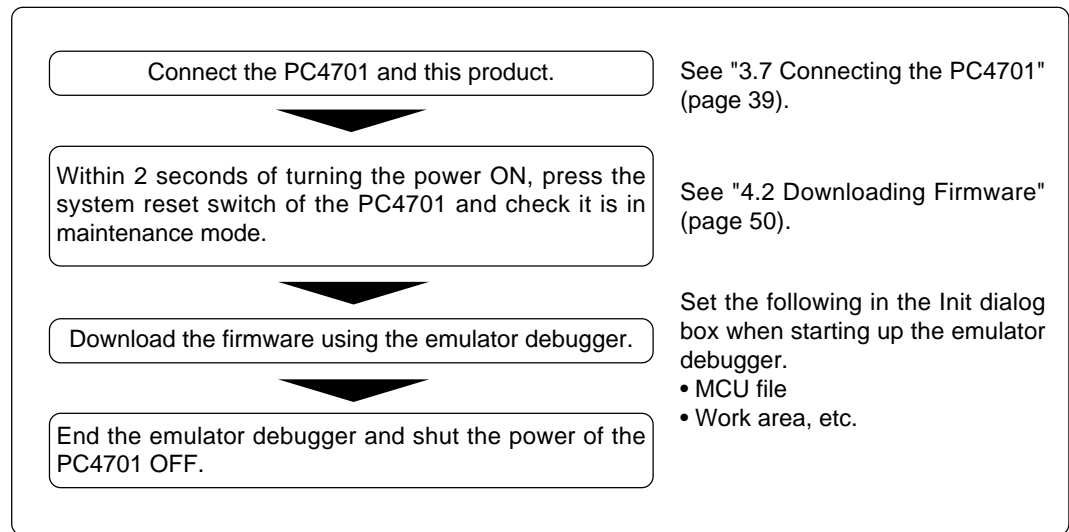 Connect the PC4701 and this product.
See "3.7 Connecting the PC4701"
(page 39).
Within 2 seconds of turning the power ON, press the
system reset switch of the PC4701 and check it is in
maintenance mode.
See "4.2 Downloading Firmware"
(page 50).
Download the firmware using the emulator debugger.
Set the following in the Init dialog
box when starting up the emulator
debugger.
• MCU file
• Work area, etc.
End the emulator debugger and shut the power of the
PC4701 OFF.